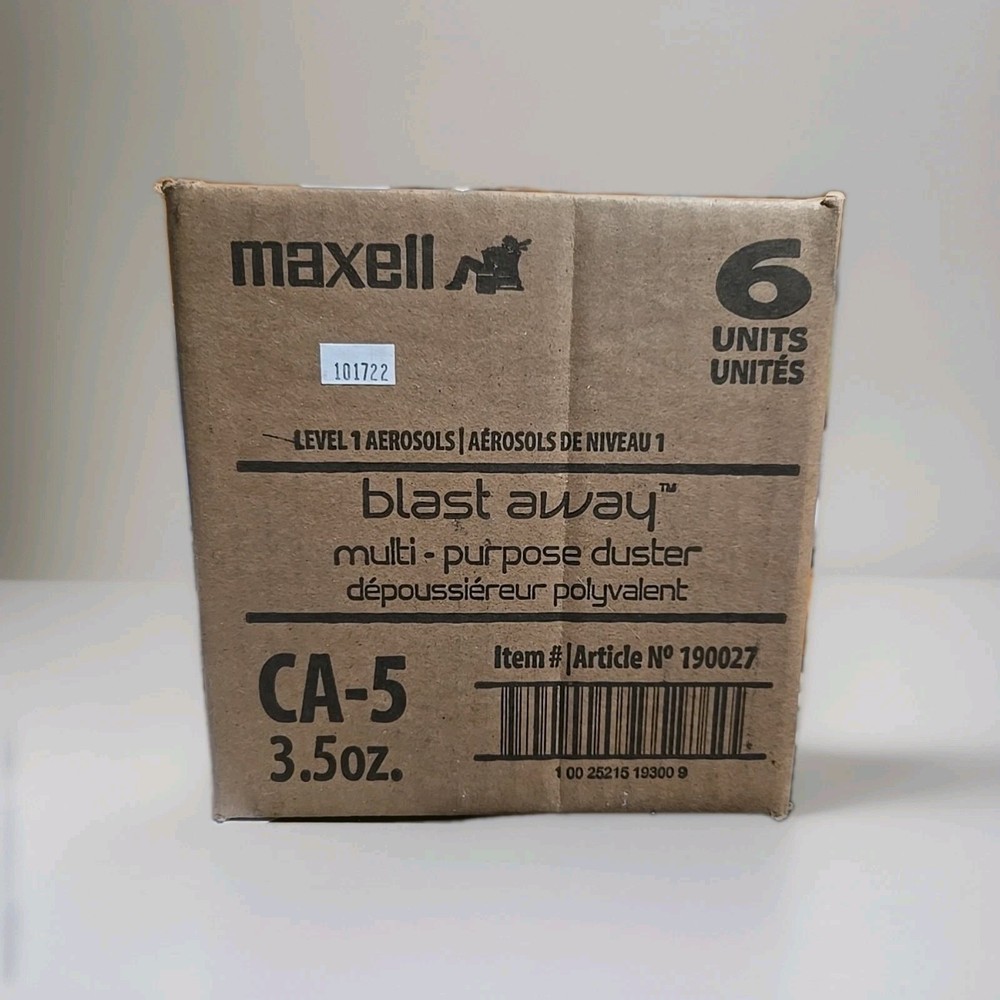 maxell
6
UNITS
UNITÉS
101722
LEVEL 1 AEROSOLS | AÉROSOLS DE NIVEAU 1
blast away™
multi - purpose duster
dépoussiéreur polyvalent
CA-5
3.5oz.
Item # | Article Nº 190027
1 00 25215 19300 9